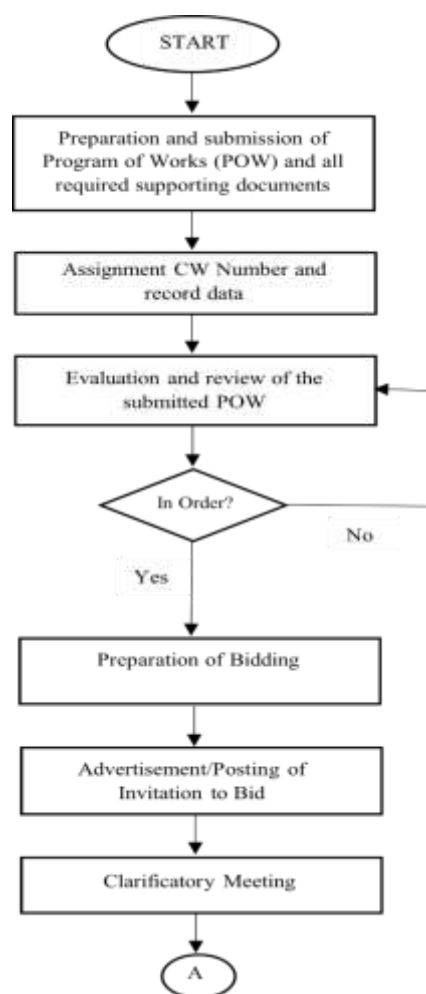 START
Preparation and submission of
Program of Works (POW) and all
required supporting documents
Assignment CW Number and
record data
Evaluation and review of the
submitted POW
In Order?
No
Yes
Preparation of Bidding
Advertisement/Posting of
Invitation to Bid
Clarificatory Meeting
A